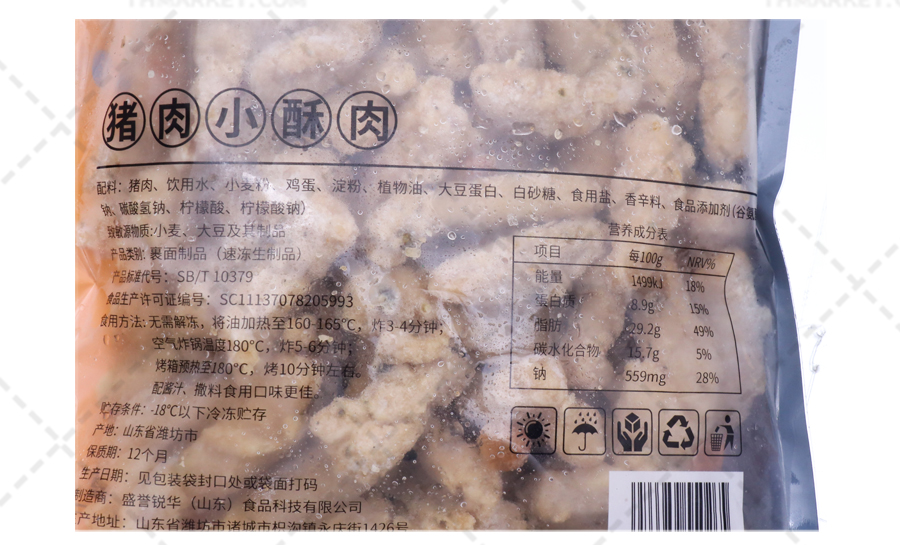 猪肉小酥肉
配料：猪肉、饮用水、小麦粉、鸡蛋、淀粉、植物油、大豆蛋白、白砂糖、食用盐、香辛料、食品添加剂(谷氨
钠、碳酸氢钠、柠檬酸、柠檬酸钠）
致敏源物质:小麦、大豆及其制品
产品类别: 裹面制品（速冻生制品）
产品标准代号：SB/T 10379
食品生产许可证编号：SC11137078205993
食用方法：无需解冻，将油加热至160-165℃，炸3-4分钟；
空气炸锅温度180℃，炸5-6分钟；
烤箱预热至180℃，烤10分钟左右。
配酱汁、撒料食用口味更佳。
贮存条件：-18℃以下冷冻贮存
产地：山东省潍坊市
保质期：12个月
生产日期：见包装袋封口处或袋面打码
制造商：盛誉锐华（山东）食品科技有限公司
产地址：山东省潍坊市诸城市枳沟镇永庆街1426号
营养成分表
项目 每100g NRV%
能量 1499kJ 18%
蛋白质 8.9g 15%
脂肪 29.2g 49%
碳水化合物 15.7g 5%
钠 559mg 28%